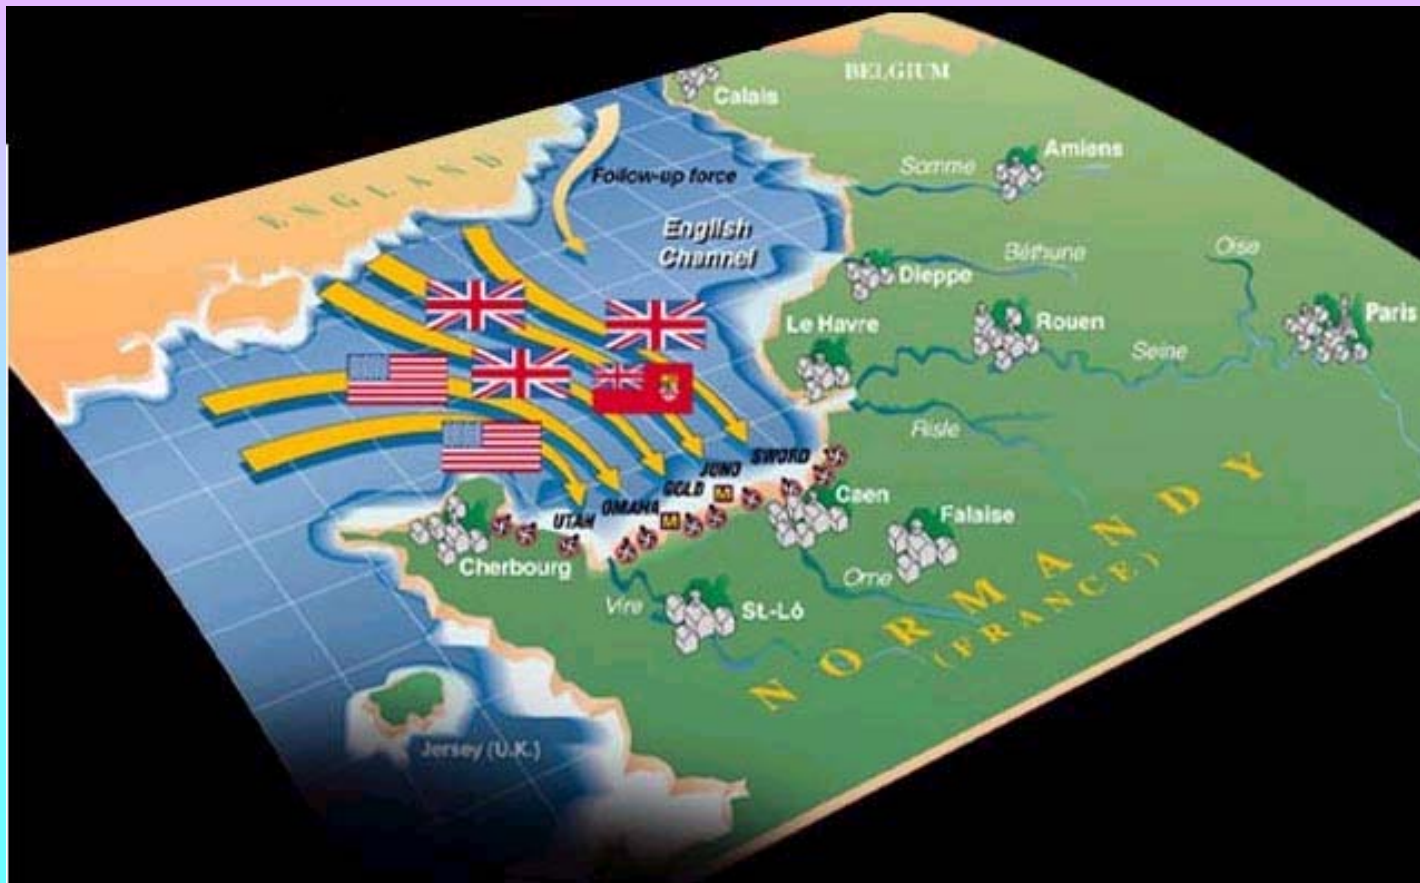 BELGIUM
Calais
Amiens
Somme
ENGLAND
Follow-up force
English
Channel
Béthune
Oise
Dieppe
Le Havre
Rouen
Paris
Seine
Risle
SWORD
JUNO
GOLD
OMAHA
UTAH
M
M
Caen
Falaise
Cherbourg
Orne
Vire
St.-Lô
NORMANDY
(FRANCE)
Jersey (U.K.)